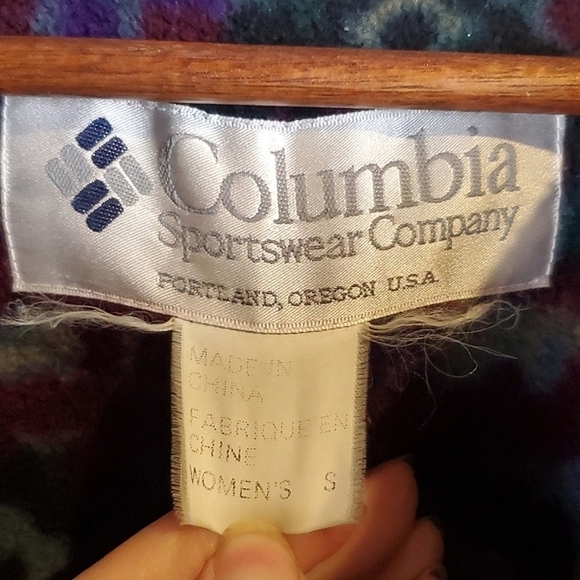 Columbia
Sportswear Company
PORTLAND, OREGON U.S.A.
MADE IN
CHINA
FABRIQUE EN
CHINE
WOMEN'S S